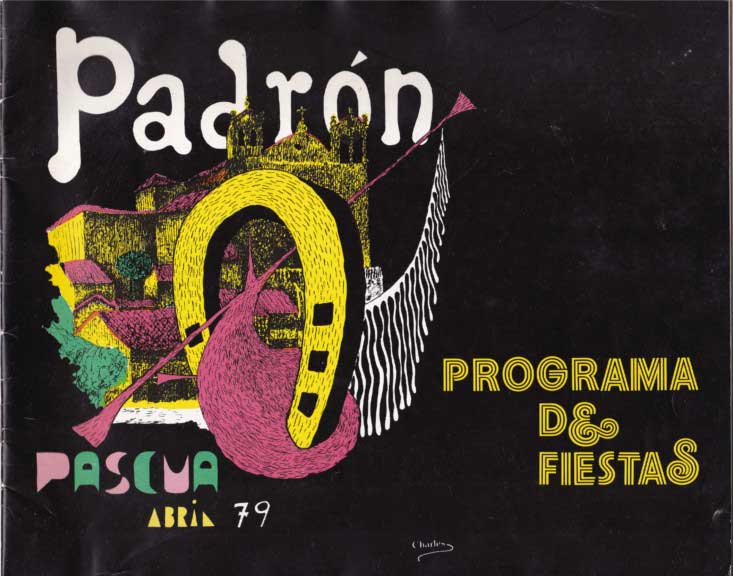 Padrón
PASCUA
ABRIL 79
PROGRAMA
DE
FIESTAS
Charles